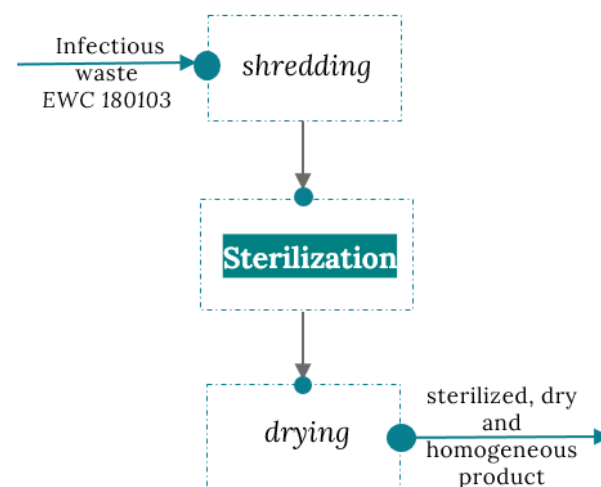 Infectious
waste
EWC 180103
shredding
Sterilization
drying
sterilized, dry
and
homogeneous
product